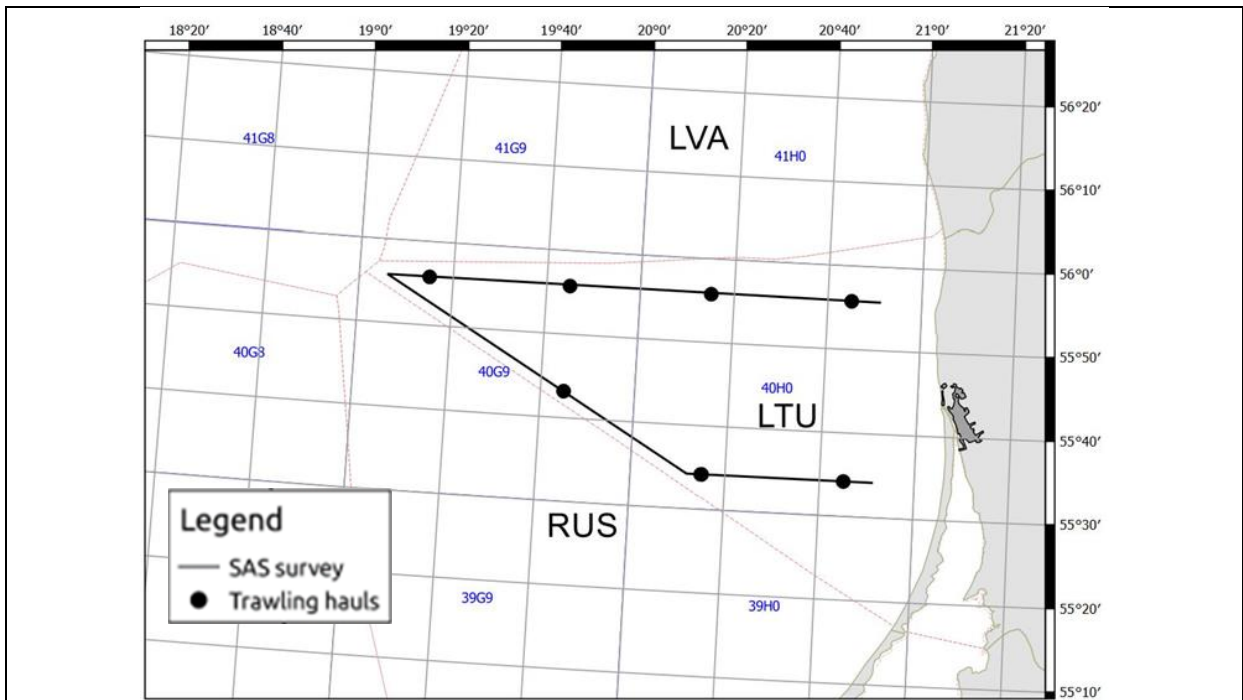 18°20' 18°40' 19°0' 19°20' 19°40' 20°0' 20°20' 20°40' 21°0' 21°20'
56°20'
LVA
41G8 41G9 41H0
56°10'
56°0'
55°50'
40G8 40G9 40H0
LTU
55°40'
55°30'
RUS
Legend
SAS survey
Trawling hauls
39G9 39H0
55°20'
55°10'